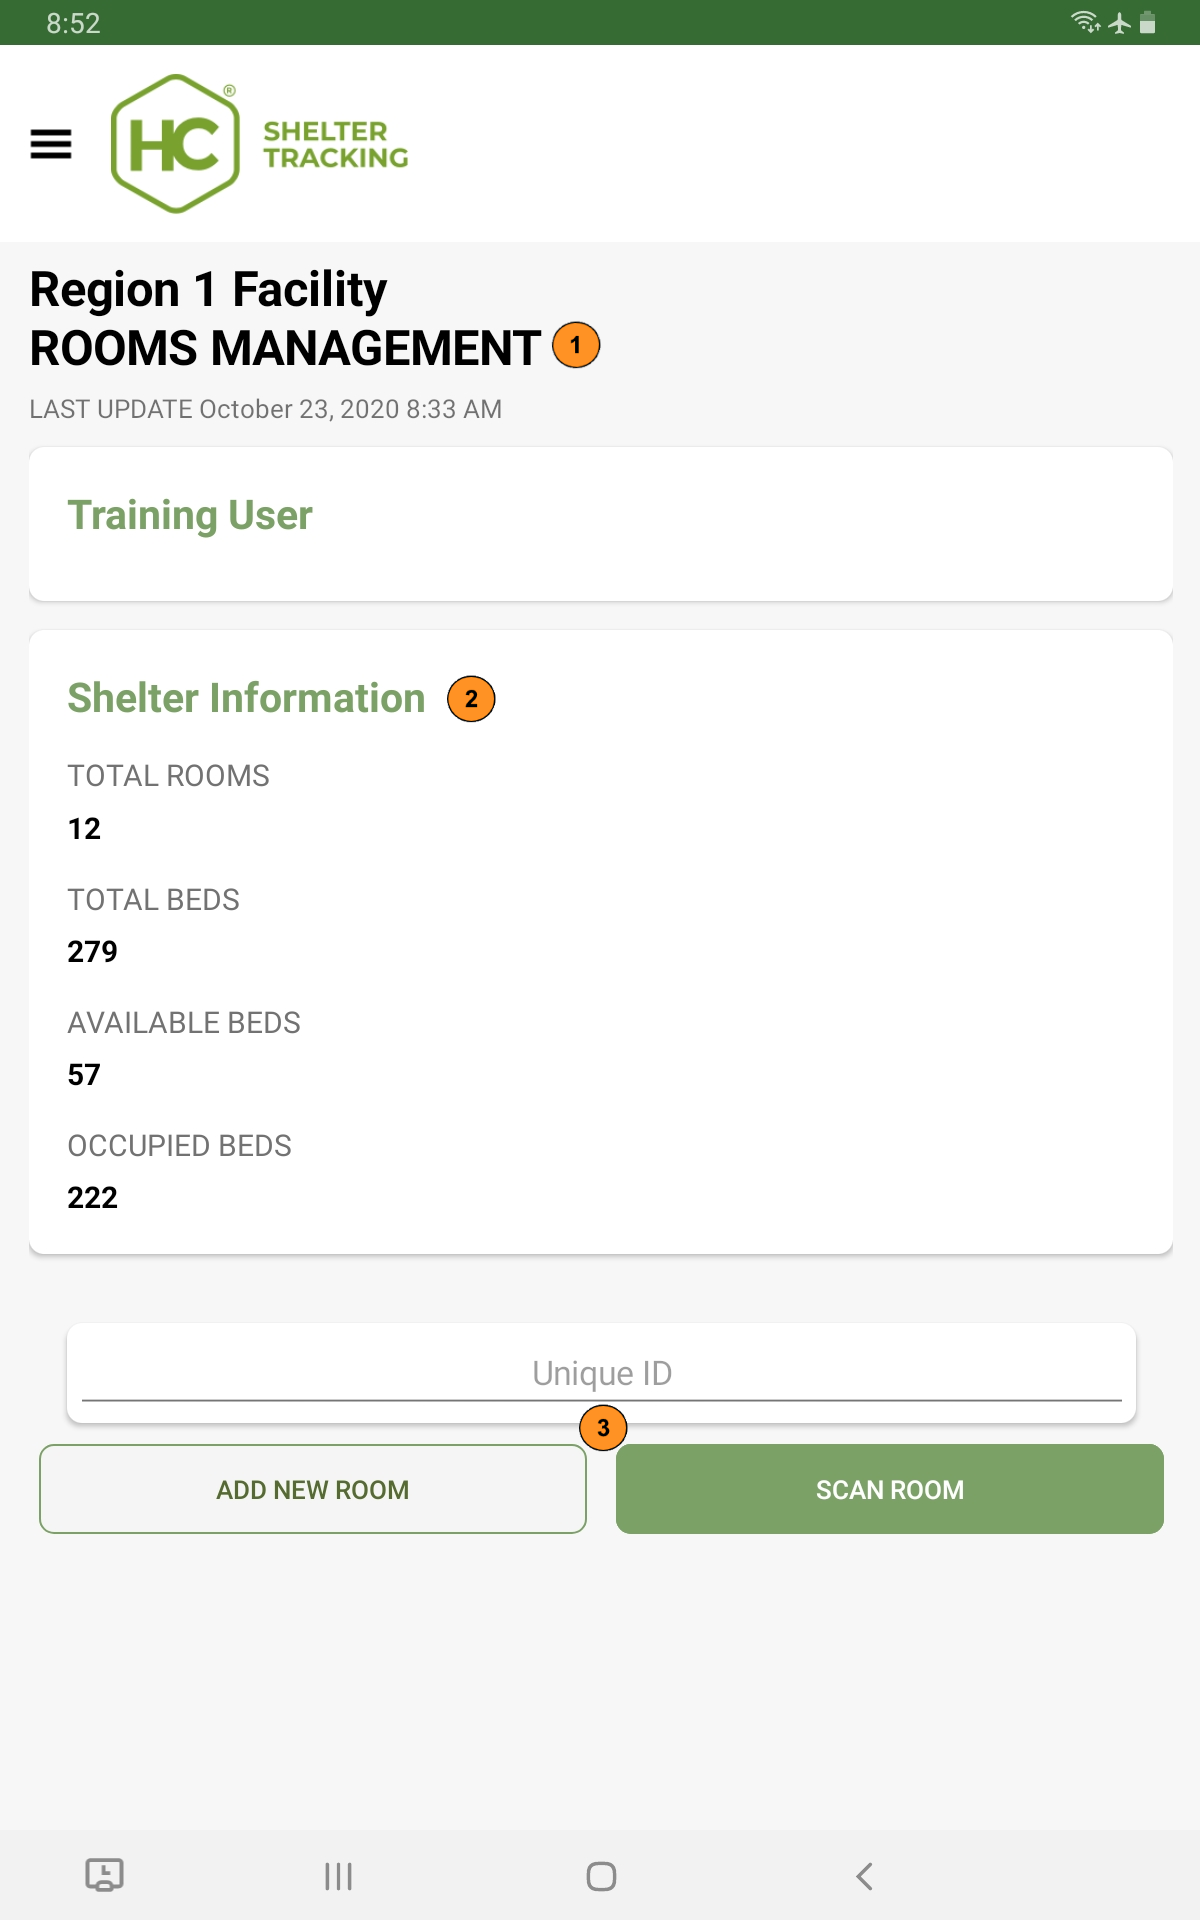 8:52
HC®
SHELTER
TRACKING
Region 1 Facility
ROOMS MANAGEMENT 1
LAST UPDATE October 23, 2020 8:33 AM
Training User
Shelter Information 2
TOTAL ROOMS
12
TOTAL BEDS
279
AVAILABLE BEDS
57
OCCUPIED BEDS
222
Unique ID
3
ADD NEW ROOM
SCAN ROOM